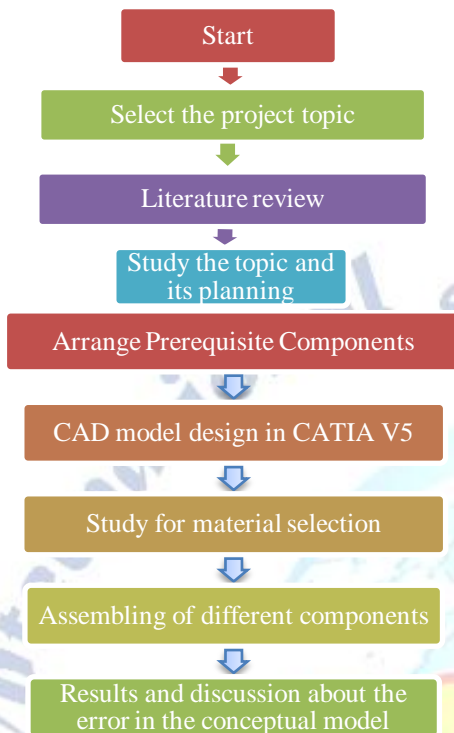 Start
Select the project topic
Literature review
Study the topic and
its planning
Arrange Prerequisite Components
CAD model design in CATIA V5
Study for material selection
Assembling of different components
Results and discussion about the
error in the conceptual model